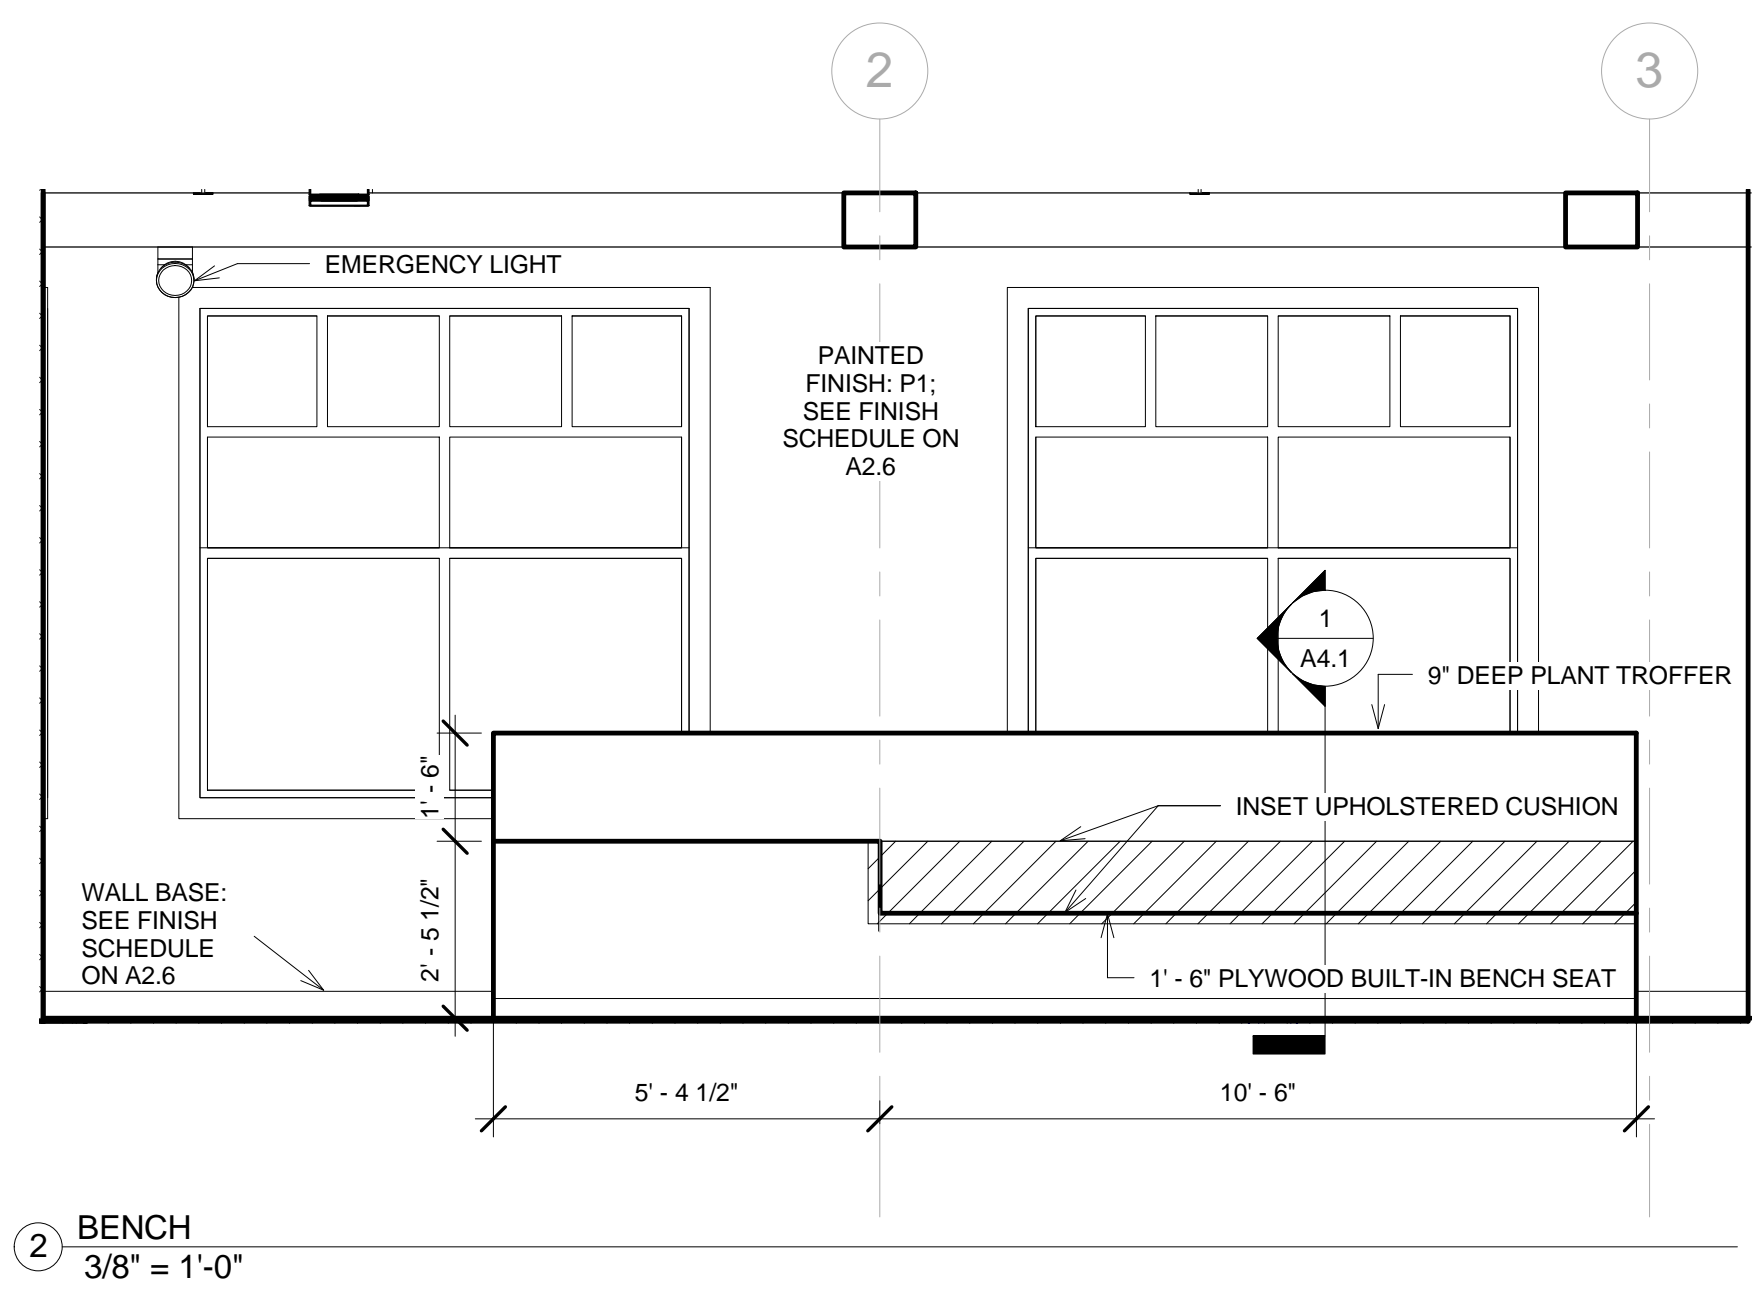 2
3
EMERGENCY LIGHT
PAINTED
FINISH: P1;
SEE FINISH
SCHEDULE ON
A2.6
1
A4.1
9" DEEP PLANT TROFFER
1' - 6"
INSET UPHOLSTERED CUSHION
WALL BASE:
SEE FINISH
SCHEDULE
ON A2.6
2' - 5 1/2"
1' - 6" PLYWOOD BUILT-IN BENCH SEAT
5' - 4 1/2"
10' - 6"
2
BENCH
3/8" = 1'-0"